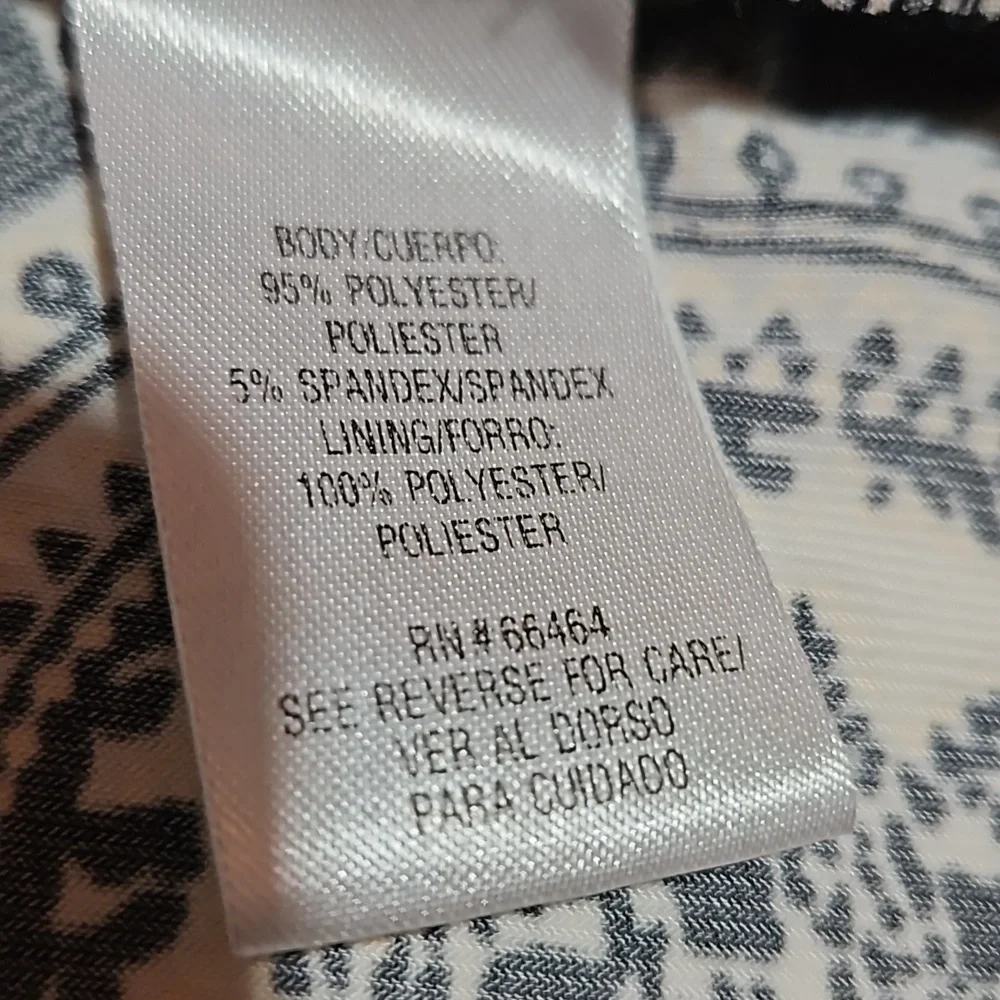 BODY/CUERPO:
95% POLYESTER/
POLIESTER
5% SPANDEX/SPANDEX
LINING/FORRO:
100% POLYESTER/
POLIESTER
RN # 66464
SEE REVERSE FOR CARE/
VER AL DORSO
PARA CUIDADO